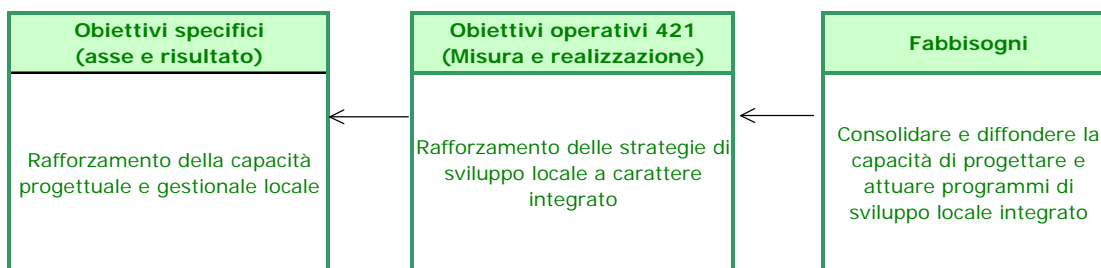 Obiettivi specifici
(asse e risultato)
Rafforzamento della capacità
progettuale e gestionale locale
Obiettivi operativi 421
(Misura e realizzazione)
Rafforzamento delle strategie di
sviluppo locale a carattere
integrato
Fabbisogni
Consolidare e diffondere la
capacità di progettare e
attuare programmi di
sviluppo locale integrato